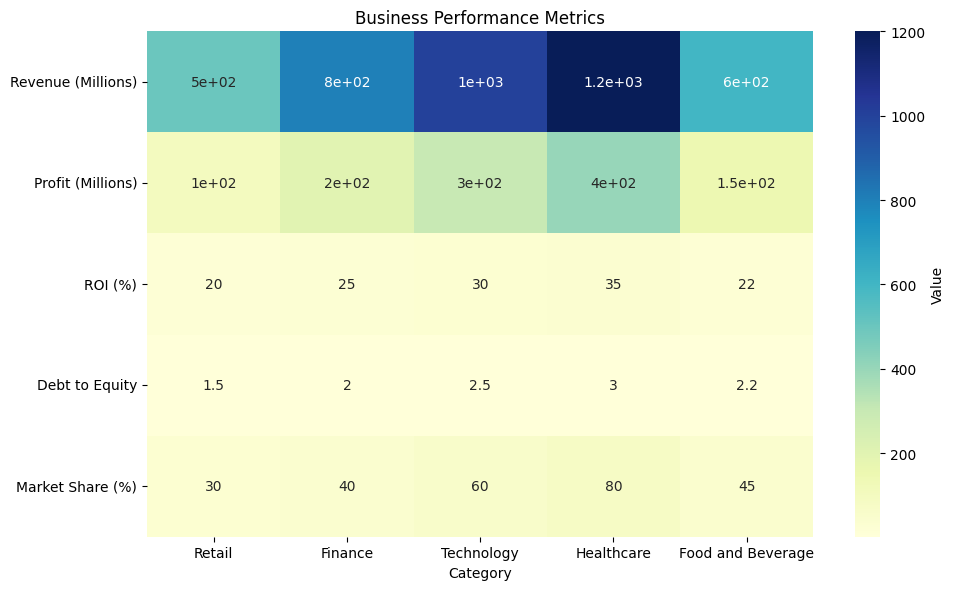 Business Performance Metrics
Revenue (Millions) 5e+02 8e+02 1e+03 1.2e+03 6e+02
Profit (Millions) 1e+02 2e+02 3e+02 4e+02 1.5e+02
ROI (%) 20 25 30 35 22
Debt to Equity 1.5 2 2.5 3 2.2
Market Share (%) 30 40 60 80 45
Retail Finance Technology Healthcare Food and Beverage
Category
1200
1000
800
600
400
200
Value